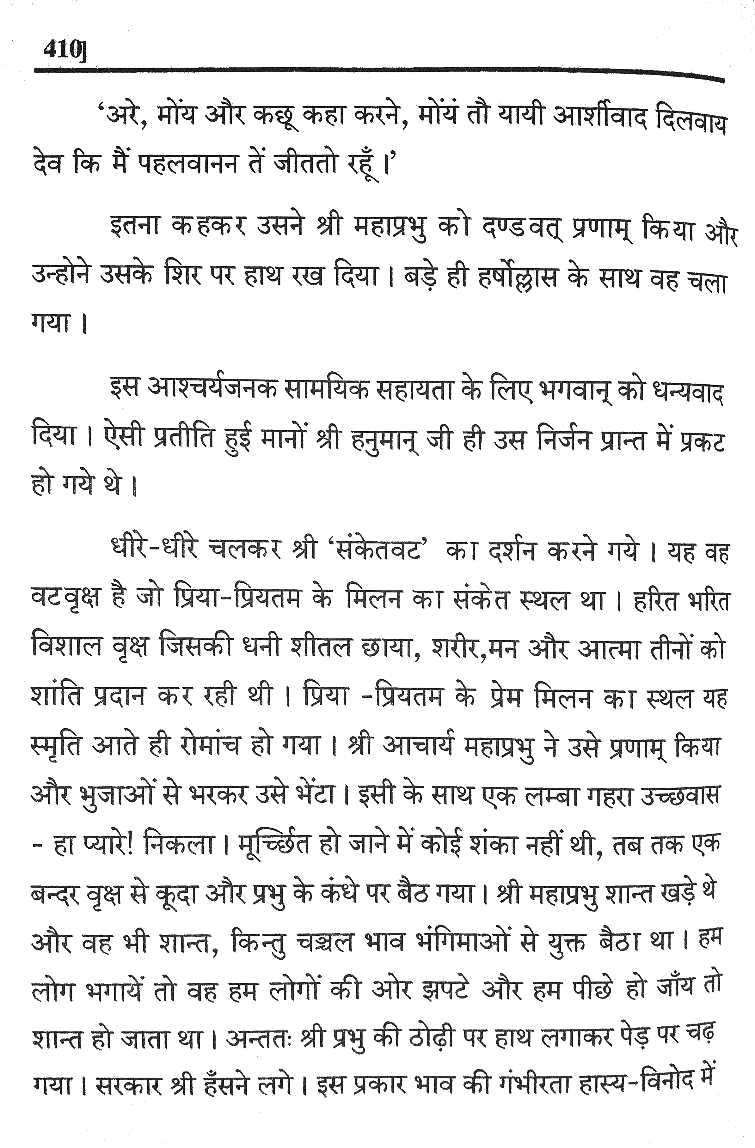 410]
‘अरे, मोंय और कछू कहा करने, मोंयं तौ यायी आर्शीवाद दिलवाय
देव कि मैं पहलवानन तें जीततो रहूँ।’
इतना कहकर उसने श्री महाप्रभु को दण्डवत् प्रणाम् किया और
उन्होने उसके शिर पर हाथ रख दिया। बड़े ही हर्षोल्लास के साथ वह चला
गया।
इस आश्चर्यजनक सामयिक सहायता के लिए भगवान् को धन्यवाद
दिया। ऐसी प्रतीति हुई मानों श्री हनुमान् जी ही उस निर्जन प्रान्त में प्रकट
हो गये थे।
धीरे-धीरे चलकर श्री ‘संकेतवट’ का दर्शन करने गये। यह वह
वटवृक्ष है जो प्रिया-प्रियतम के मिलन का संकेत स्थल था। हरित भरित
विशाल वृक्ष जिसकी धनी शीतल छाया, शरीर,मन और आत्मा तीनों को
शांति प्रदान कर रही थी। प्रिया -प्रियतम के प्रेम मिलन का स्थल यह
स्मृति आते ही रोमांच हो गया। श्री आचार्य महाप्रभु ने उसे प्रणाम् किया
और भुजाओं से भरकर उसे भेंटा। इसी के साथ एक लम्बा गहरा उच्छवास
- हा प्यारे! निकला। मूर्च्छित हो जाने में कोई शंका नहीं थी, तब तक एक
बन्दर वृक्ष से कूदा और प्रभु के कंधे पर बैठ गया। श्री महाप्रभु शान्त खड़े थे
और वह भी शान्त, किन्तु चञ्चल भाव भंगिमाओं से युक्त बैठा था। हम
लोग भगायें तो वह हम लोगों की ओर झपटे और हम पीछे हो जाँय तो
शान्त हो जाता था। अन्ततः श्री प्रभु की ठोढ़ी पर हाथ लगाकर पेड़ पर चढ़
गया। सरकार श्री हँसने लगे। इस प्रकार भाव की गंभीरता हास्य-विनोद में